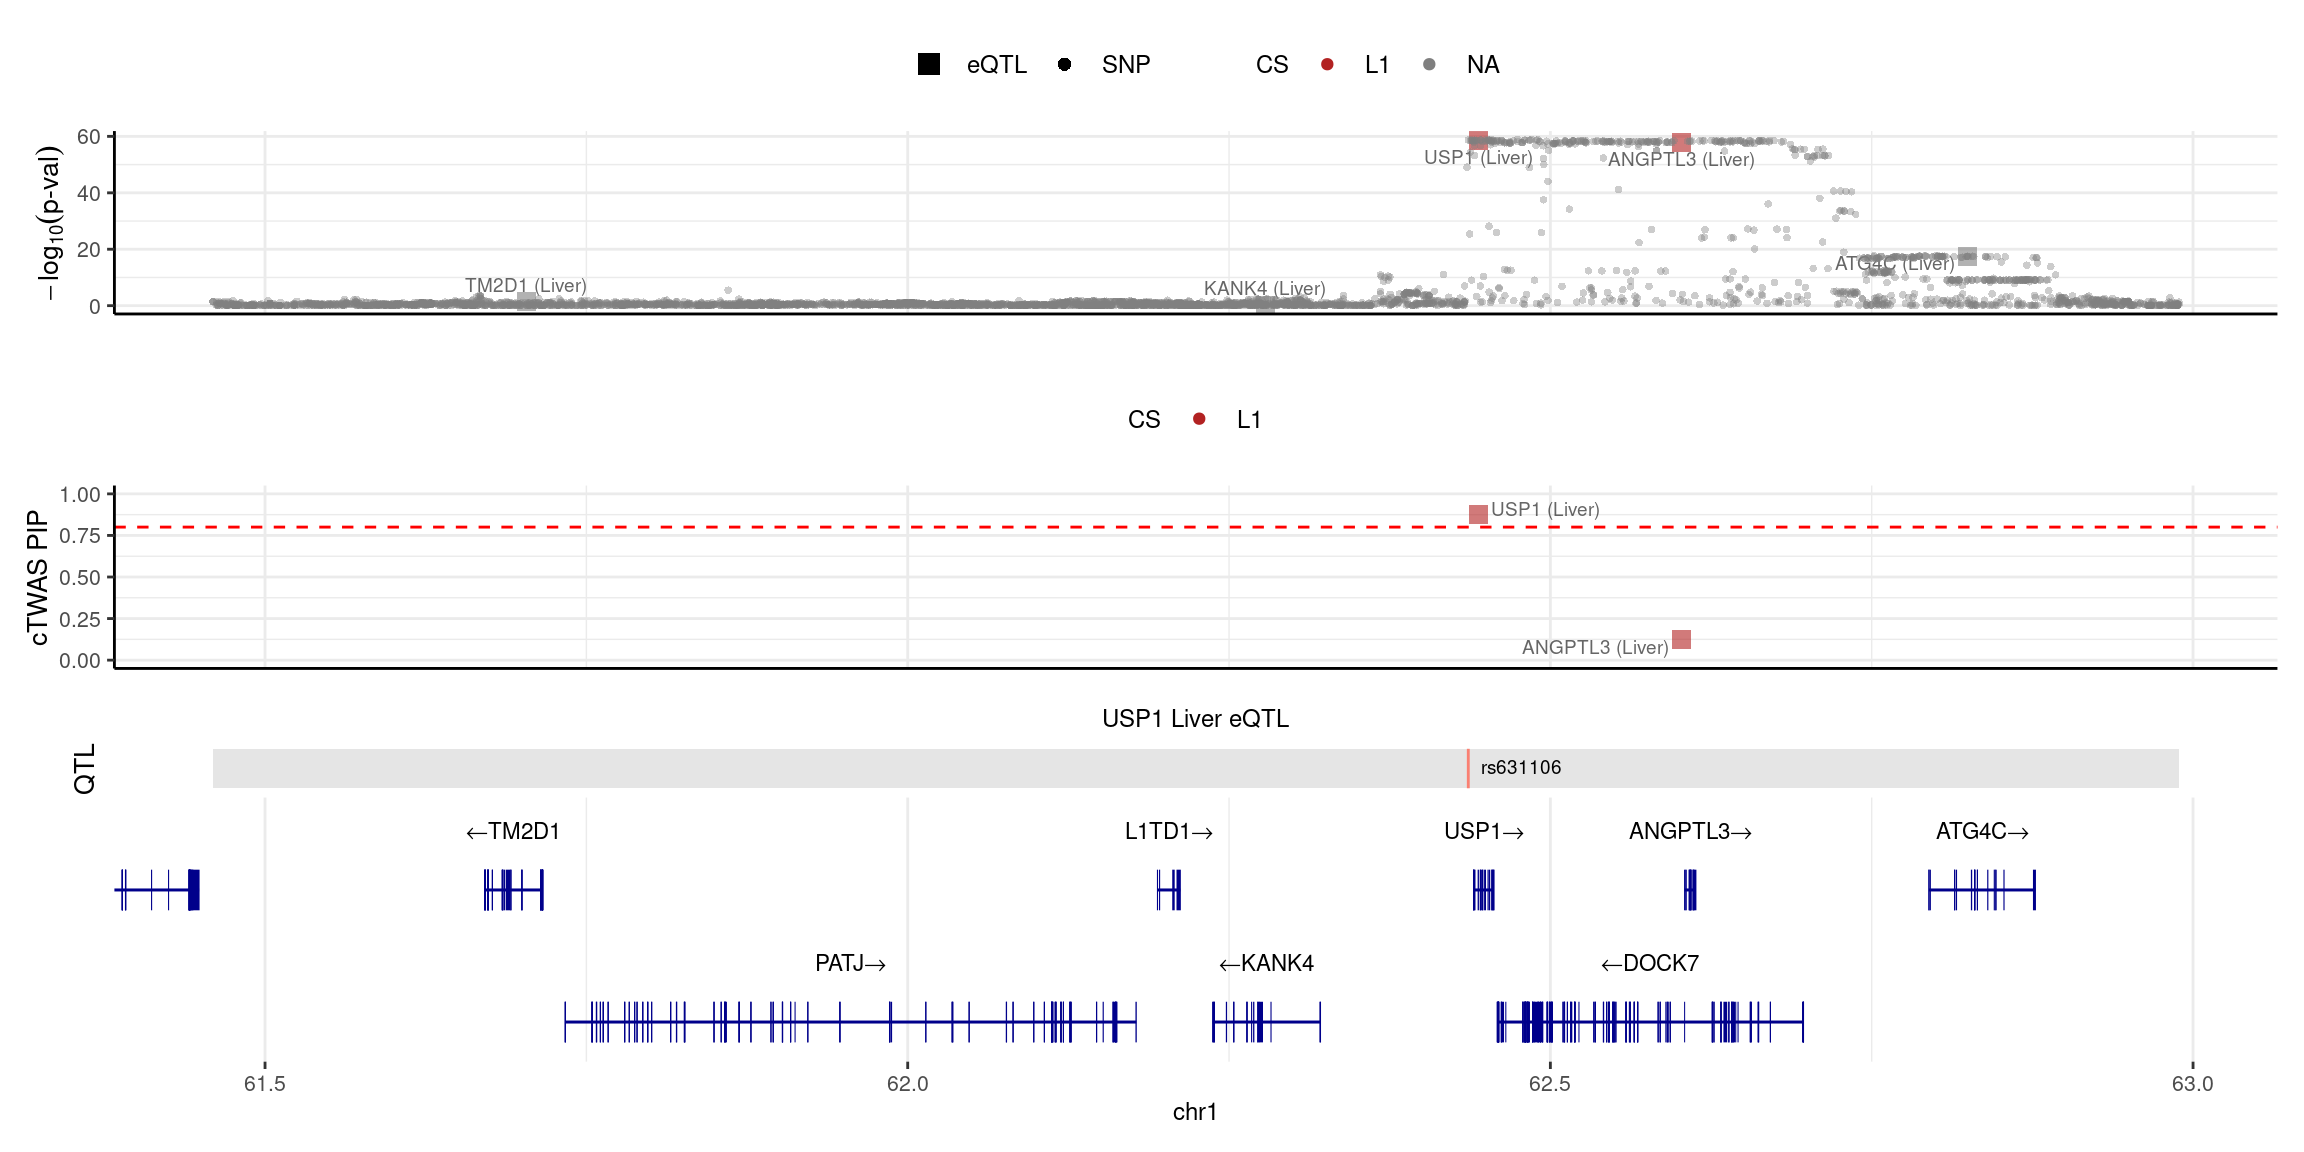 eQTL SNP CS L1 NA
−log10(p-val)
60
40
20
0
USP1 (Liver)
ANGPTL3 (Liver)
ATG4C (Liver)
TM2D1 (Liver)
KANK4 (Liver)
CS L1
cTWAS PIP
1.00
0.75
0.50
0.25
0.00
USP1 (Liver)
ANGPTL3 (Liver)
USP1 Liver eQTL
QTL
rs631106
←TM2D1 L1TD1→ USP1→ ANGPTL3→ ATG4C→
PATJ→ ←KANK4 ←DOCK7
61.5 62.0 62.5 63.0
chr1